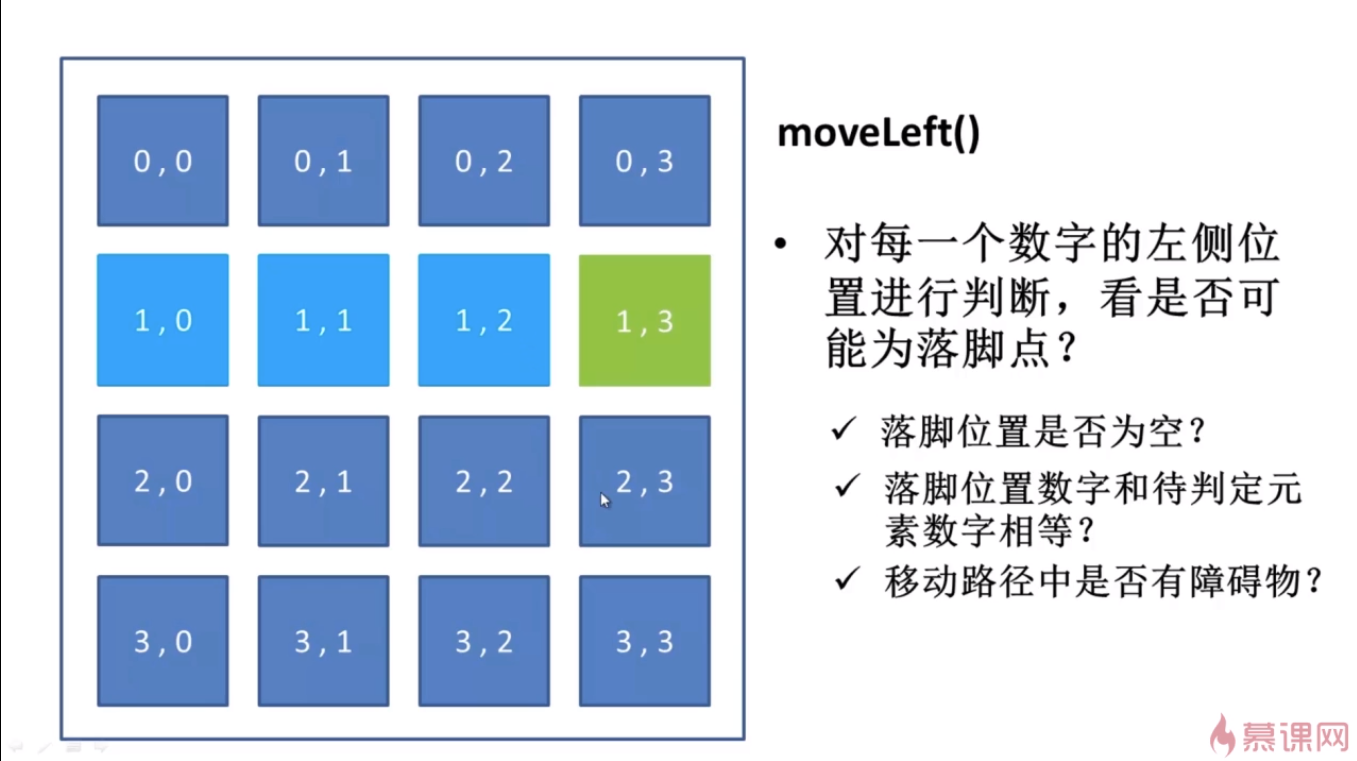 0 , 0
0 , 1
0 , 2
0 , 3
1 , 0
1 , 1
1 , 2
1 , 3
2 , 0
2 , 1
2 , 2
2 , 3
3 , 0
3 , 1
3 , 2
3 , 3
moveLeft()
• 对每一个数字的左侧位
置进行判断，看是否可
能为落脚点？
✓ 落脚位置是否为空？
✓ 落脚位置数字和待判定元
素数字相等？
✓ 移动路径中是否有障碍物？
慕课网